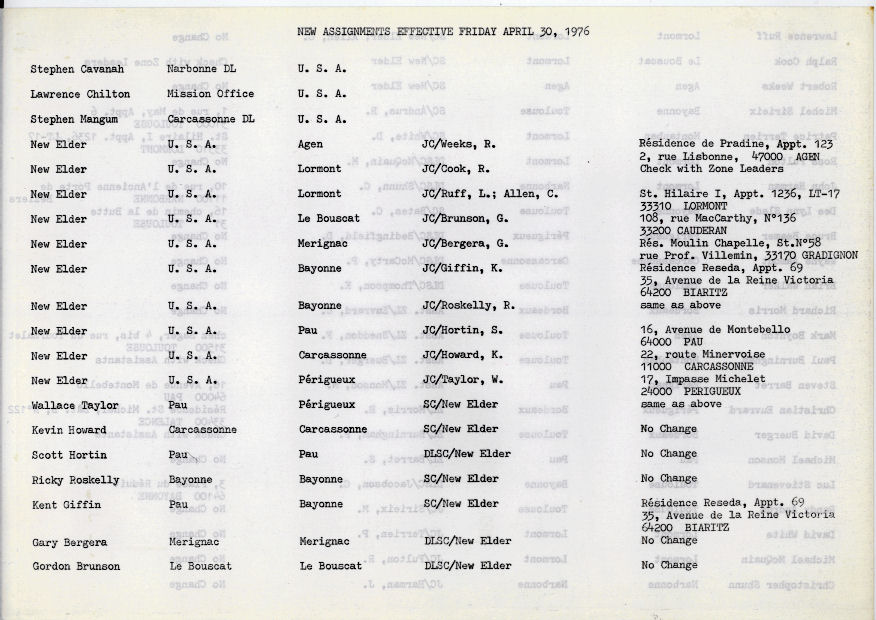 NEW ASSIGNMENTS EFFECTIVE FRIDAY APRIL 30, 1976
Stephen Cavanah Narbonne DL U. S. A.
Lawrence Chilton Mission Office U. S. A.
Stephen Mangum Carcassonne DL U. S. A.
New Elder U. S. A. Agen JC/Weeks, R. Résidence de Pradine, Appt. 123
2, rue Lisbonne, 47000 AGEN
New Elder U. S. A. Lormont JC/Cook, R. Check with Zone Leaders
New Elder U. S. A. Lormont JC/Ruff, L.; Allen, C. St. Hilaire I, Appt. 1236, LT-17
33310 LORMONT
New Elder U. S. A. Le Bouscat JC/Brunson, G. 108, rue MacCarthy, N°136
33200 CAUDERAN
New Elder U. S. A. Merignac JC/Bergera, G. Rés. Moulin Chapelle, St.N°58
rue Prof. Villemin, 33170 GRADIGNON
New Elder U. S. A. Bayonne JC/Giffin, K. Résidence Reseda, Appt. 69
35, Avenue de la Reine Victoria
64200 BIARITZ
New Elder U. S. A. Bayonne JC/Roskelly, R. same as above
New Elder U. S. A. Pau JC/Hortin, S. 16, Avenue de Montebello
64000 PAU
New Elder U. S. A. Carcassonne JC/Howard, K. 22, route Minervoise
11000 CARCASSONNE
New Elder U. S. A. Périgueux JC/Taylor, W. 17, Impasse Michelet
24000 PERIGUEUX
Wallace Taylor Pau Périgueux SC/New Elder same as above
Kevin Howard Carcassonne Carcassonne SC/New Elder No Change
Scott Hortin Pau Pau DLSC/New Elder No Change
Ricky Roskelly Bayonne Bayonne SC/New Elder No Change
Kent Giffin Pau Bayonne SC/New Elder Résidence Reseda, Appt. 69
35, Avenue de la Reine Victoria
64200 BIARITZ
Gary Bergera Merignac Merignac DLSC/New Elder No Change
Gordon Brunson Le Bouscat Le Bouscat DLSC/New Elder No Change